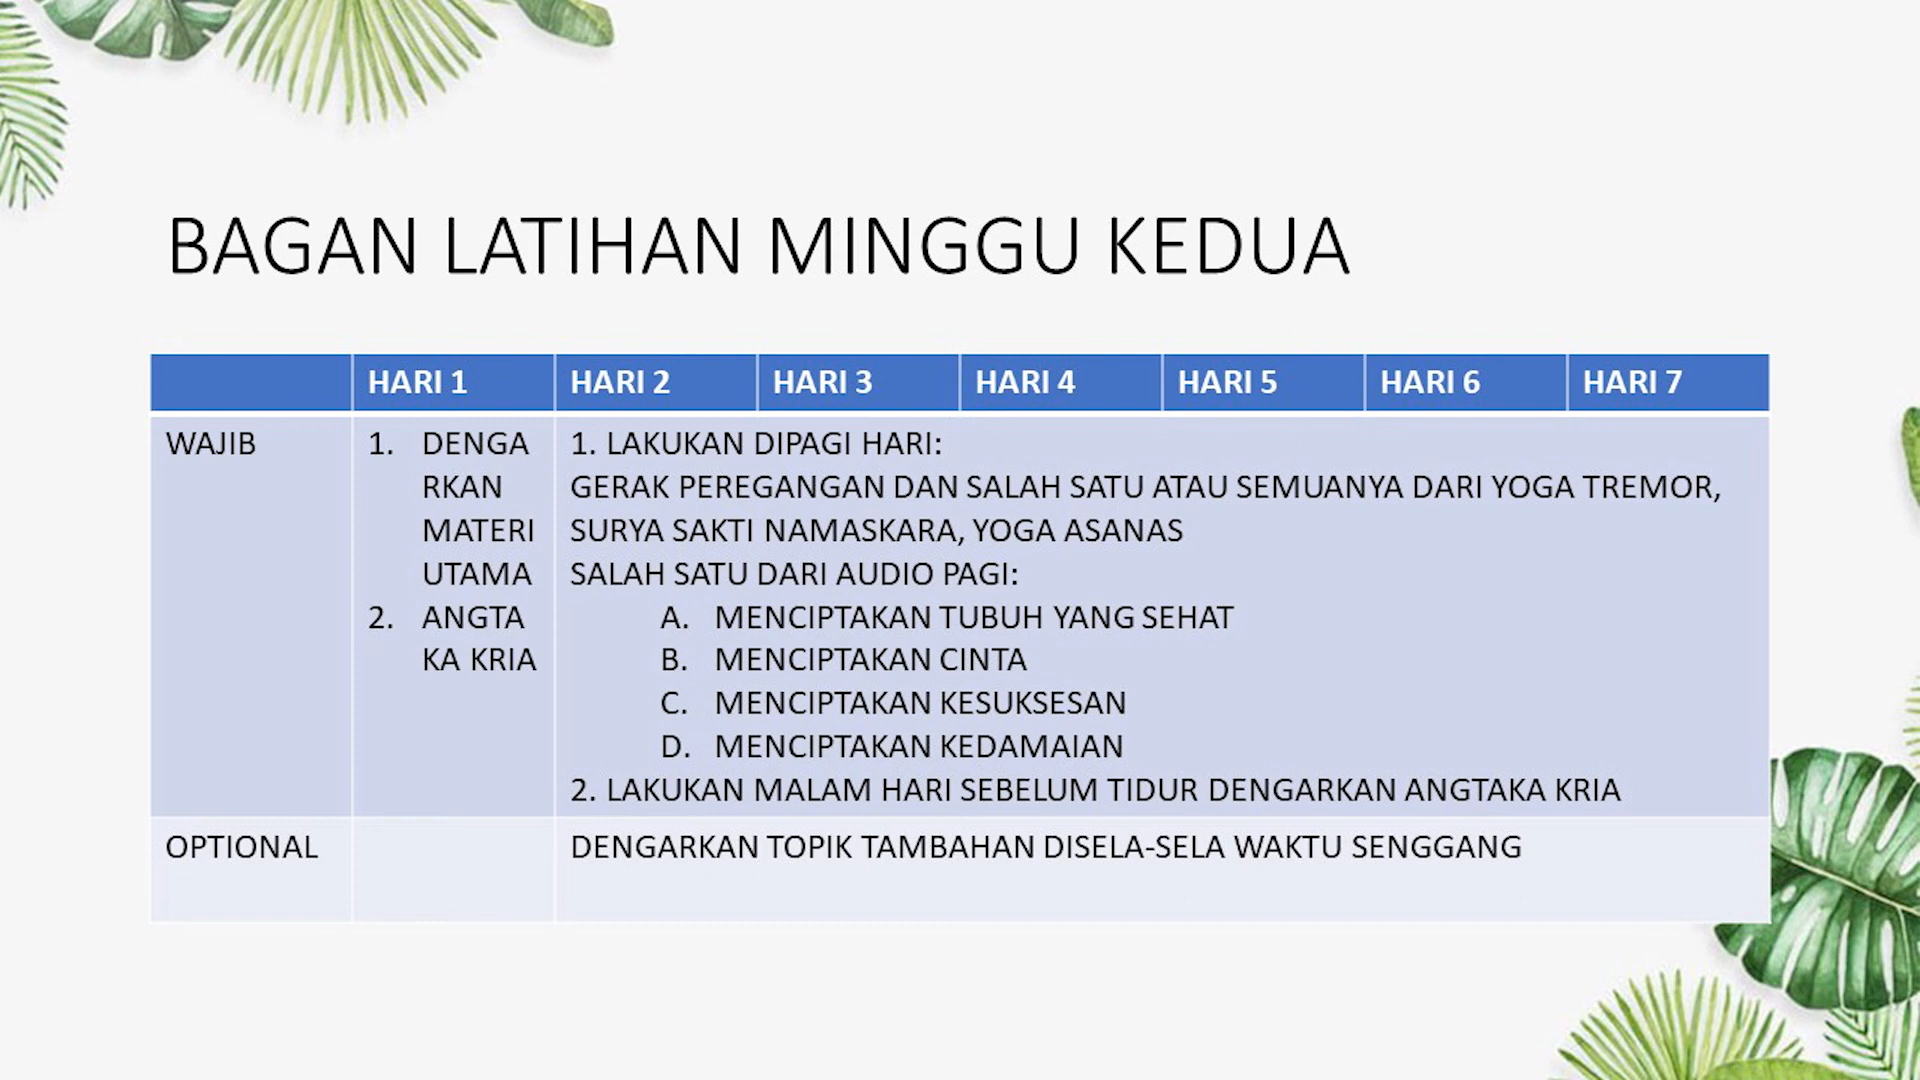 BAGAN LATIHAN MINGGU KEDUA
HARI 1 HARI 2 HARI 3 HARI 4 HARI 5 HARI 6 HARI 7
WAJIB
1. DENGA
RKAN
MATERI
UTAMA
2. ANGTA
KA KRIA
1. LAKUKAN DIPAGI HARI:
GERAK PEREGANGAN DAN SALAH SATU ATAU SEMUANYA DARI YOGA TREMOR,
SURYA SAKTI NAMASKARA, YOGA ASANAS
SALAH SATU DARI AUDIO PAGI:
A. MENCIPTAKAN TUBUH YANG SEHAT
B. MENCIPTAKAN CINTA
C. MENCIPTAKAN KESUKSESAN
D. MENCIPTAKAN KEDAMAIAN
2. LAKUKAN MALAM HARI SEBELUM TIDUR DENGARKAN ANGTAKA KRIA
OPTIONAL
DENGARKAN TOPIK TAMBAHAN DISELA-SELA WAKTU SENGGANG